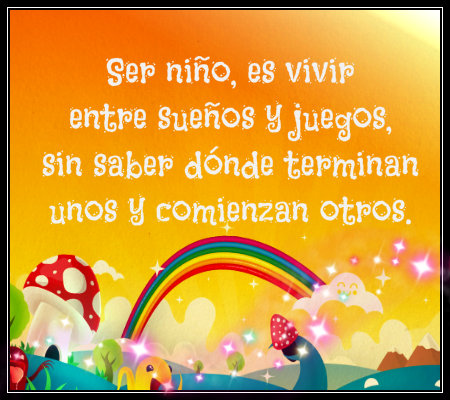 Ser niño, es vivir
entre sueños y juegos,
sin saber dónde terminan
unos y comienzan otros.